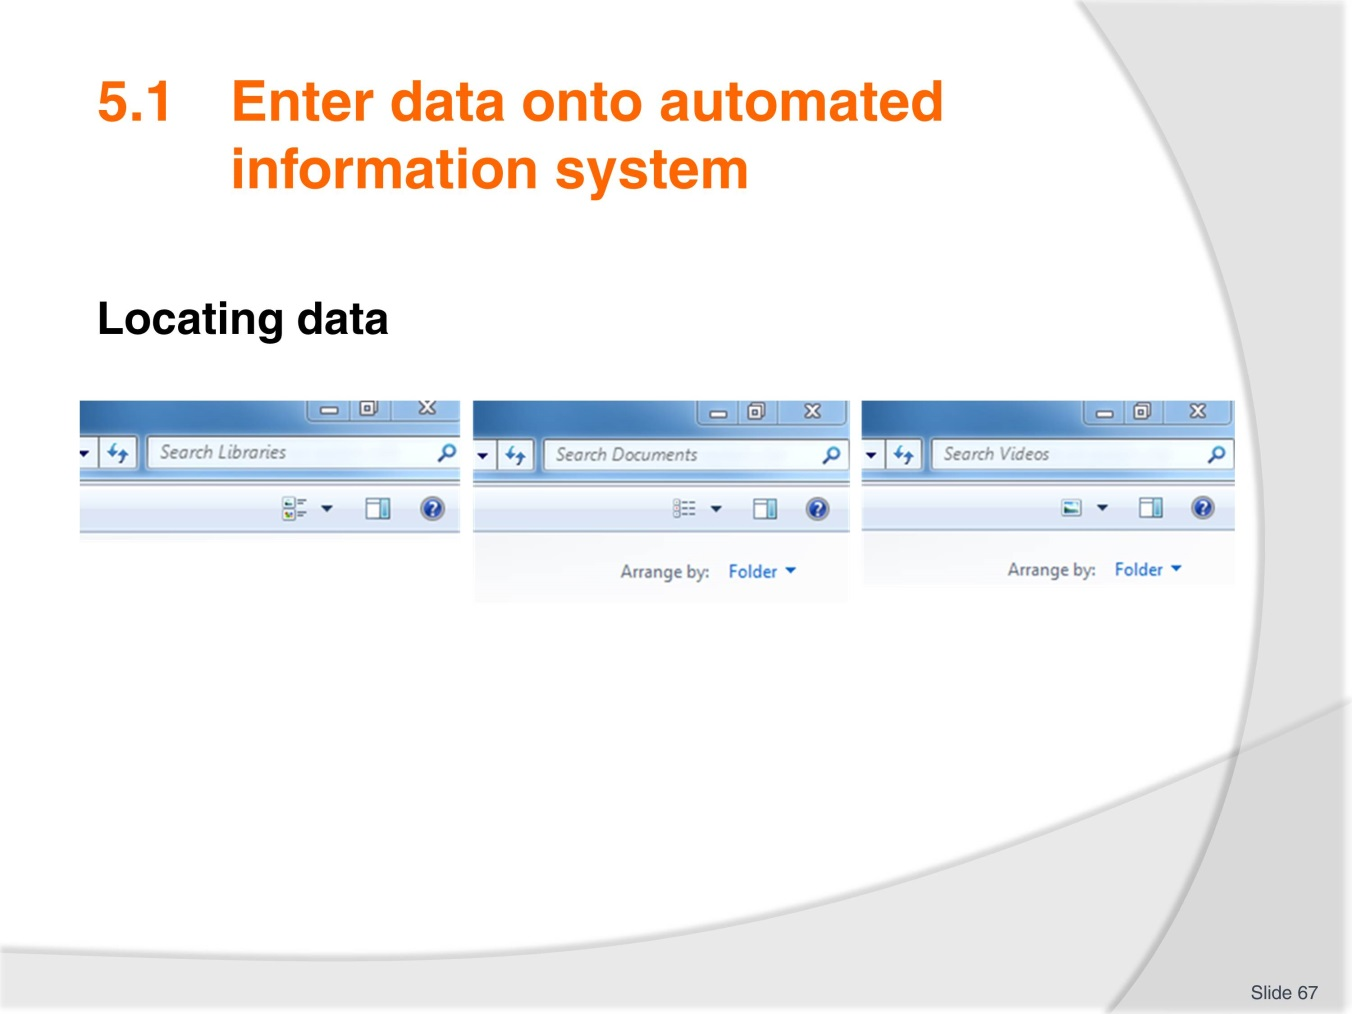 5.1 Enter data onto automated
information system
Locating data
Search Libraries
Search Documents
Arrange by: Folder
Search Videos
Arrange by: Folder
Slide 67